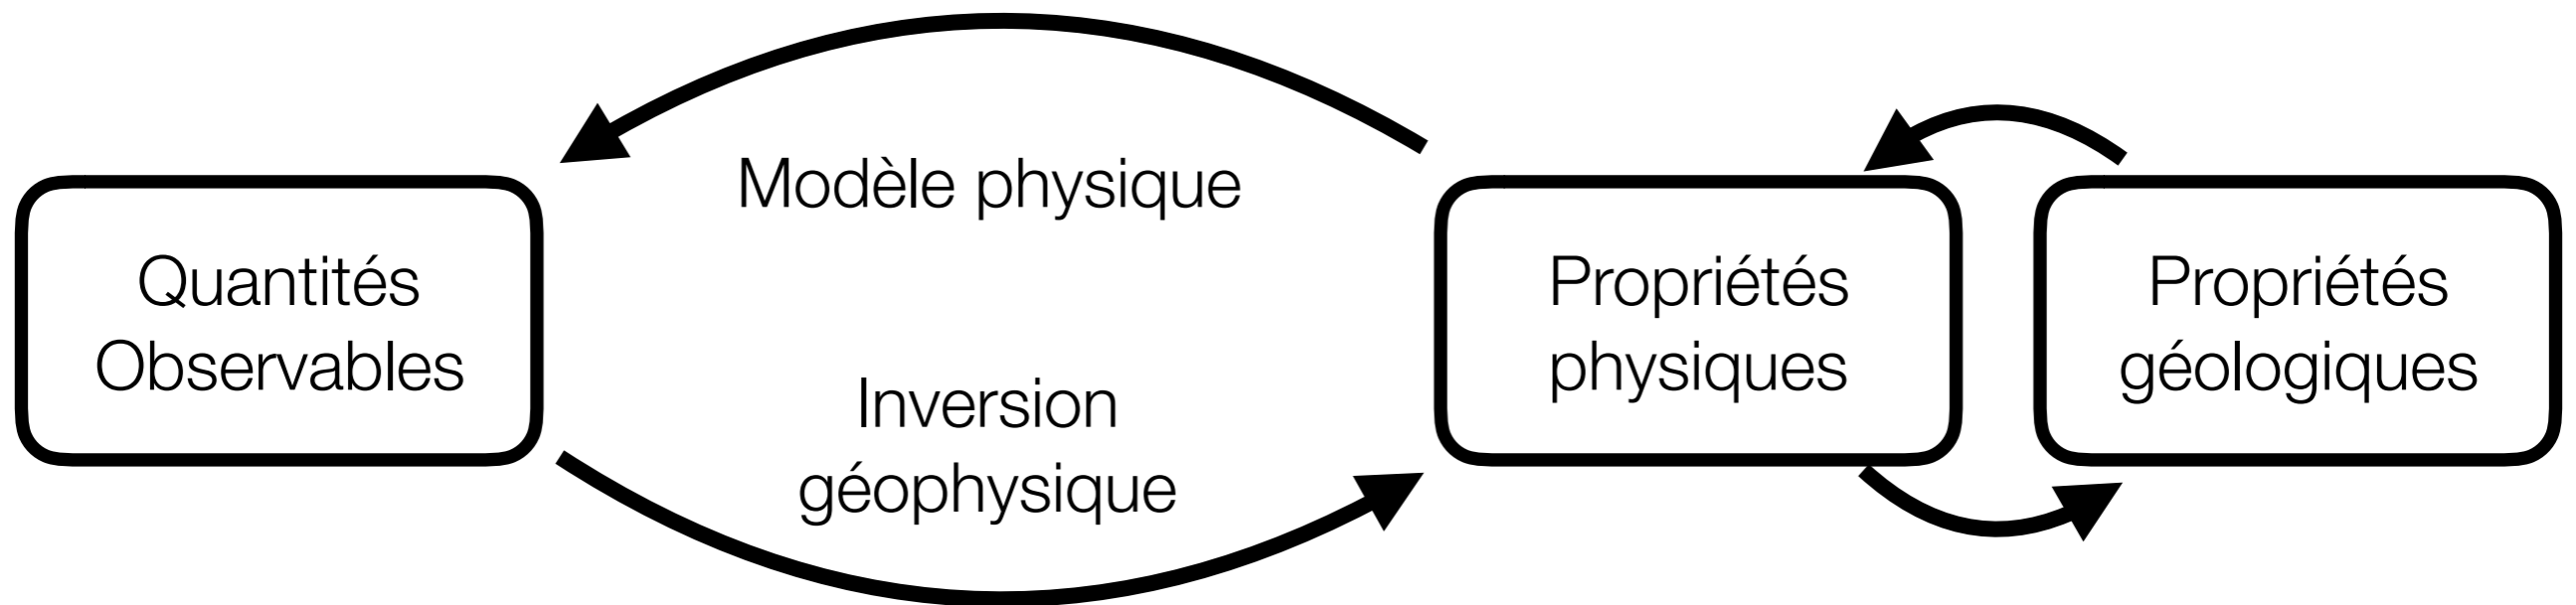 Modèle physique
Quantités
Observables
Inversion
géophysique
Propriétés
physiques
Propriétés
géologiques